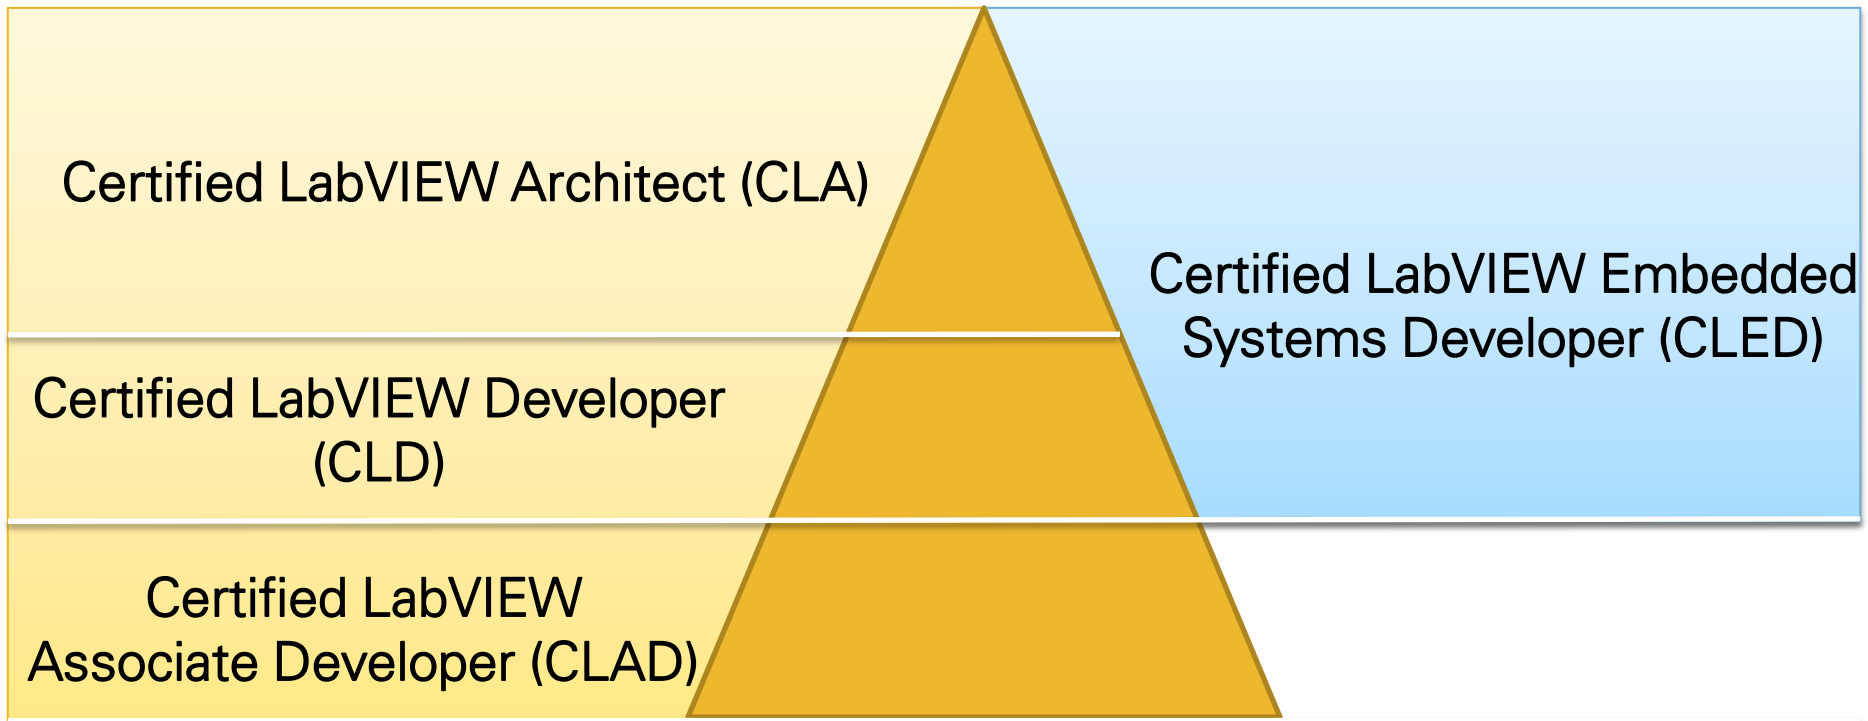 Certified LabVIEW Architect (CLA)
Certified LabVIEW Developer
(CLD)
Certified LabVIEW
Associate Developer (CLAD)
Certified LabVIEW Embedded
Systems Developer (CLED)